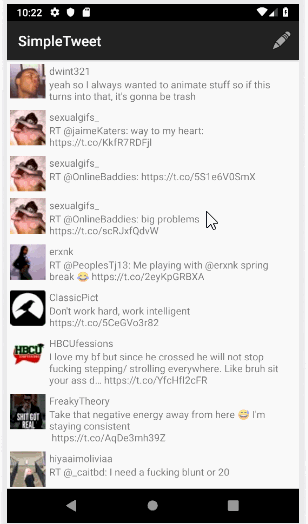 10:22
SimpleTweet
dwint321
yeah so I always wanted to animate stuff so if this
turns into that, it's gonna be trash
sexualgifs_
RT @jaimeKaters: way to my heart:
https://t.co/KkfR7RDFjl
sexualgifs_
RT @OnlineBaddies: https://t.co/5S1e6V0SmX
sexualgifs_
RT @OnlineBaddies: big problems
https://t.co/scRJxfQdvW
erxnk
RT @PeoplesTj13: Me playing with @erxnk spring
break 😂 https://t.co/2eyKpGRBXA
ClassicPict
Don't work hard, work intelligent
https://t.co/5CeGVo3r82
HBCU
HBCUfessions
I love my bf but since he crossed he will not stop
fucking stepping/ strolling everywhere. Like bruh sit
your ass d... https://t.co/YfcHfI2cFR
SHIT GOT
REAL
FreakyTheory
Take that negative energy away from here 😅 I'm
staying consistent
https://t.co/AqDe3mh39Z
hiyaaimoliviaa
RT @_caitbd: I need a fucking blunt or 20